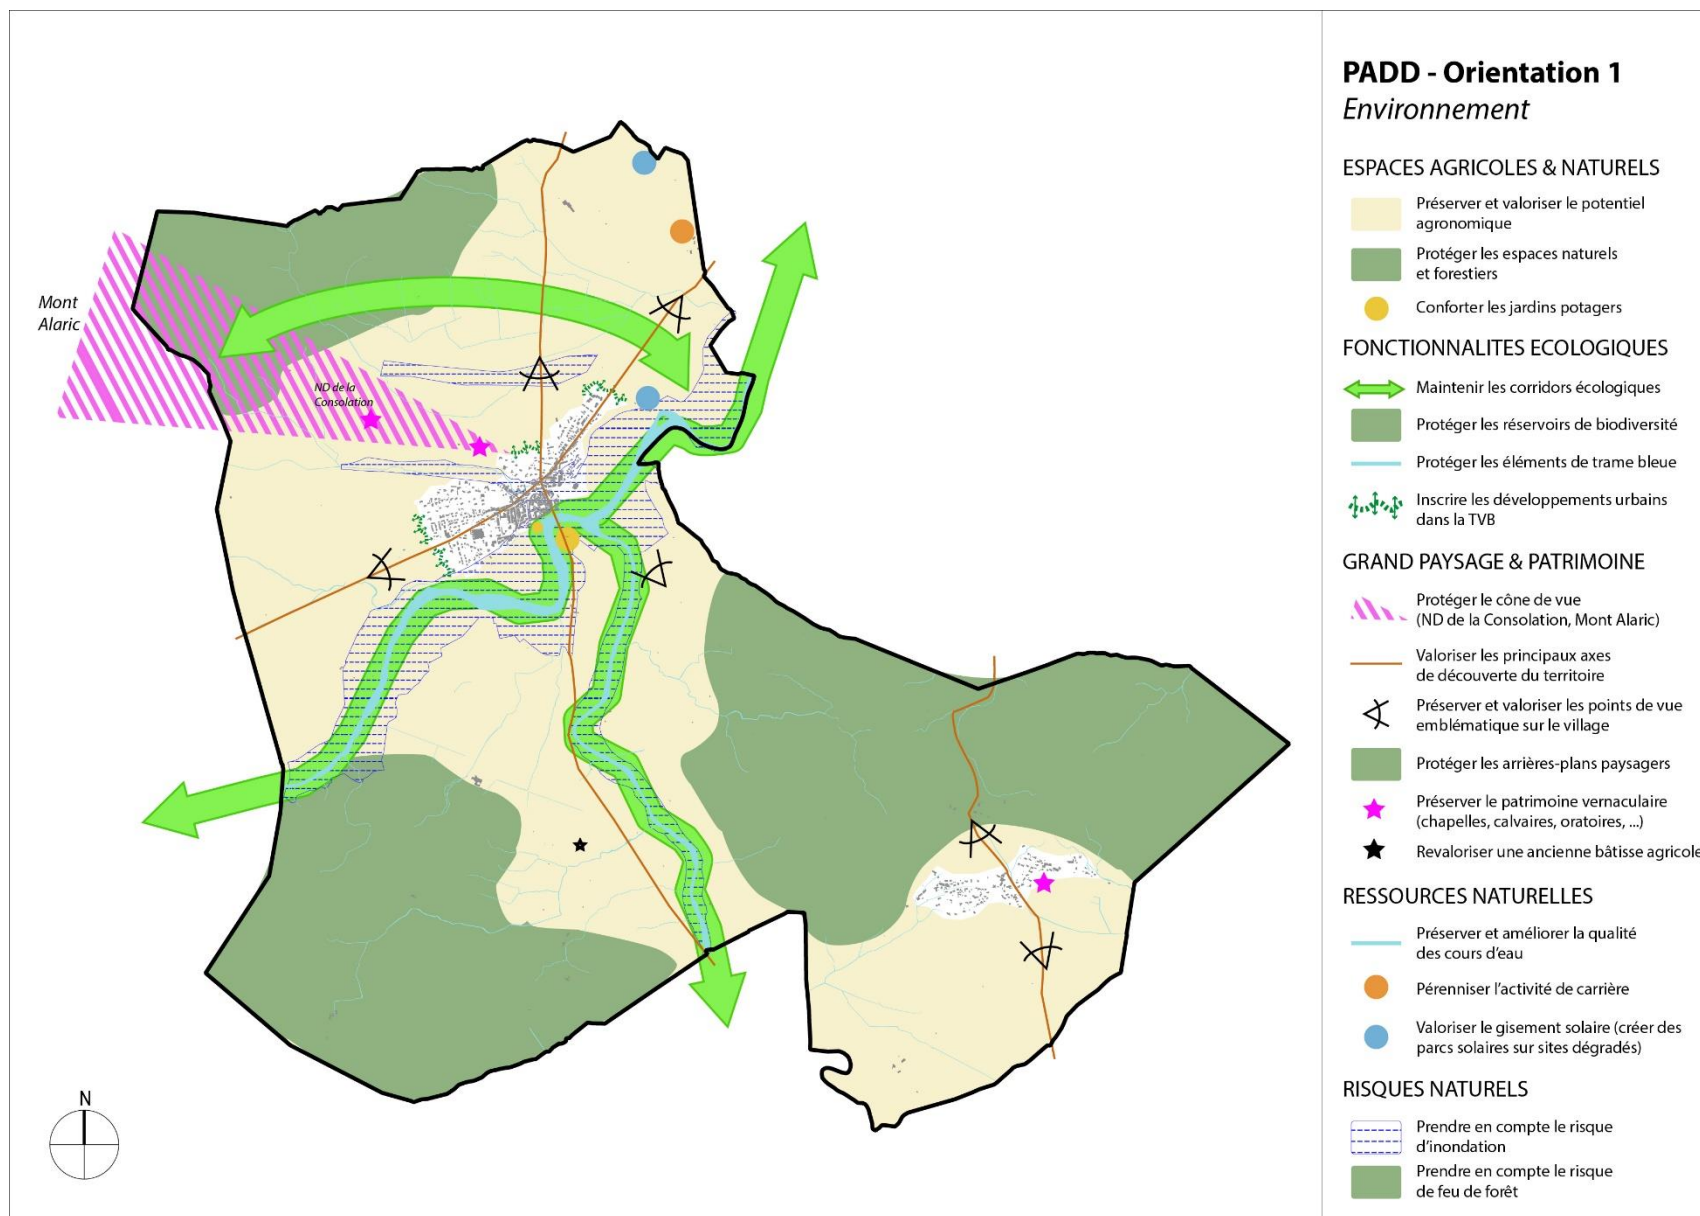 PADD - Orientation 1
Environnement
ESPACES AGRICOLES & NATURELS
Préserver et valoriser le potentiel
agronomique
Protéger les espaces naturels
et forestiers
Conforter les jardins potagers
FONCTIONNALITES ECOLOGIQUES
Maintenir les corridors écologiques
Protéger les réservoirs de biodiversité
Protéger les éléments de trame bleue
Inscrire les développements urbains
dans la TVB
GRAND PAYSAGE & PATRIMOINE
Protéger le cône de vue
(ND de la Consolation, Mont Alaric)
Valoriser les principaux axes
de découverte du territoire
Préserver et valoriser les points de vue
emblématique sur le village
Protéger les arrières-plans paysagers
Préserver le patrimoine vernaculaire
(chapelles, calvaires, oratoires, ...)
Revaloriser une ancienne bâtisse agricole
RESSOURCES NATURELLES
Préserver et améliorer la qualité
des cours d'eau
Pérenniser l'activité de carrière
Valoriser le gisement solaire (créer des
parcs solaires sur sites dégradés)
RISQUES NATURELS
Prendre en compte le risque
d'inondation
Prendre en compte le risque
de feu de forêt
Mont
Alaric
ND de la
Consolation
N